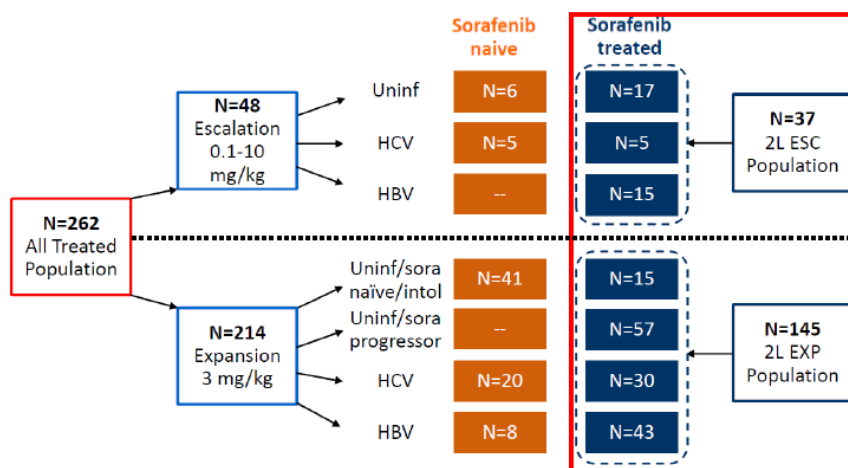 Sorafenib
naive
Sorafenib
treated
N=48
Escalation
0.1-10
mg/kg
Uninf
N=6
N=17
HCV
N=5
N=5
HBV
--
N=15
N=37
2L ESC
Population
N=262
All Treated
Population
N=214
Expansion
3 mg/kg
Uninf/sora
naïve/intol
N=41
N=15
Uninf/sora
progressor
--
N=57
HCV
N=20
N=30
HBV
N=8
N=43
N=145
2L EXP
Population